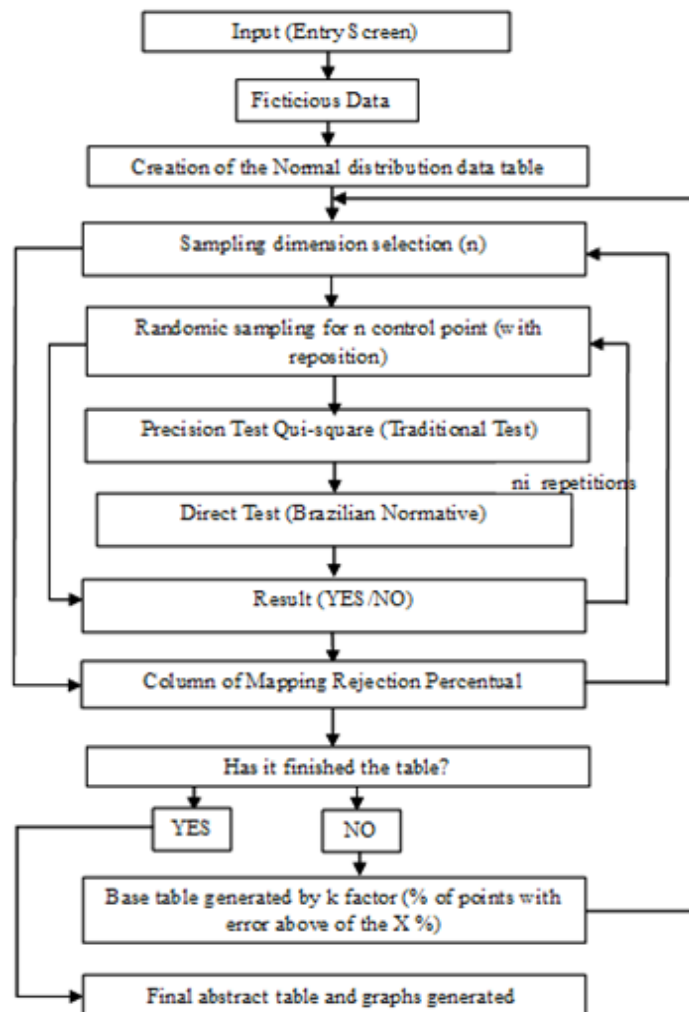 Input (Entry Screen)
Ficticious Data
Creation of the Normal distribution data table
Sampling dimension selection (n)
Randomic sampling for n control point (with
reposition)
Precision Test Qui-square (Traditional Test)
ni repetitions
Direct Test (Brazilian Normative)
Result (YES/NO)
Column of Mapping Rejection Percentual
Has it finished the table?
YES
NO
Base table generated by k factor (% of points with
error above of the X %)
Final abstract table and graphs generated